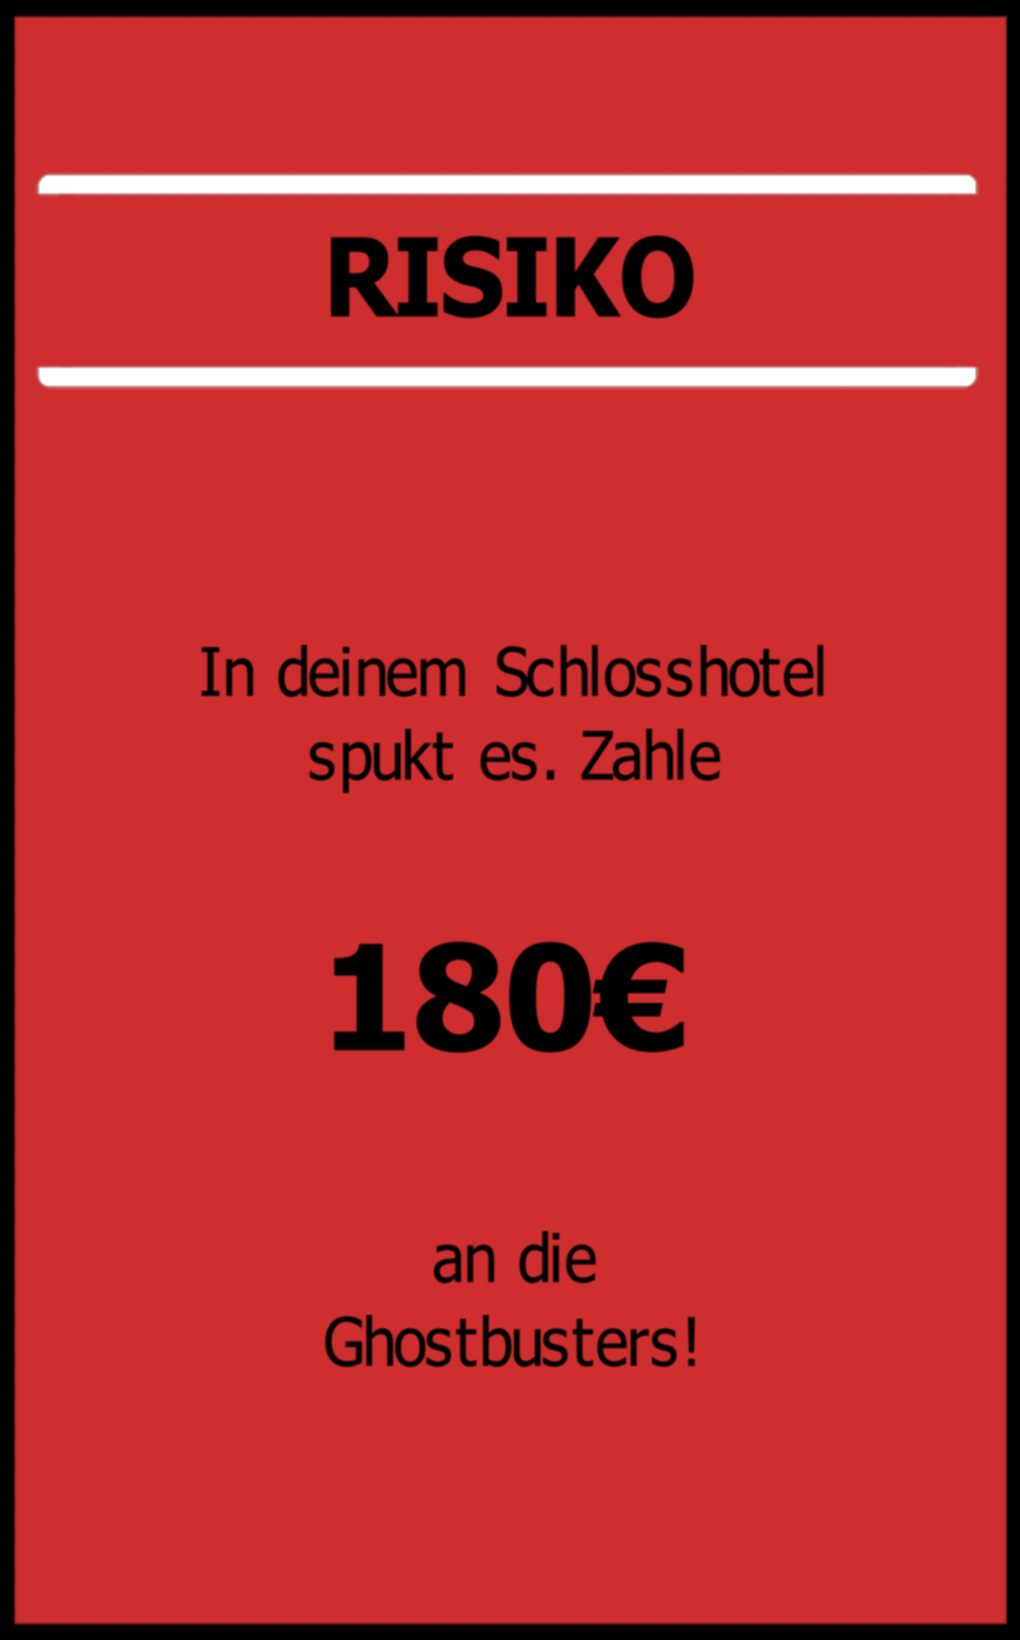 RISIKO
In deinem Schlosshotel
spukt es. Zahle
180€
an die
Ghostbusters!